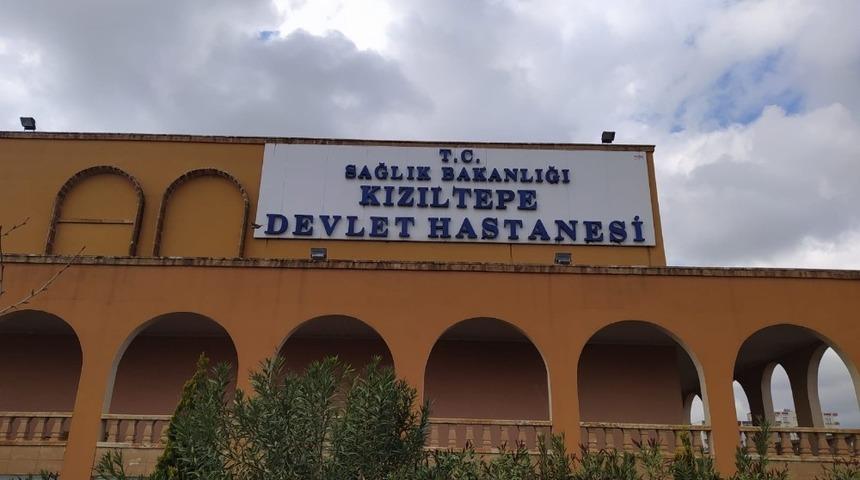 T.C.
SAĞLIK BAKANLIĞI
KIZILTEPE
DEVLET HASTANESİ